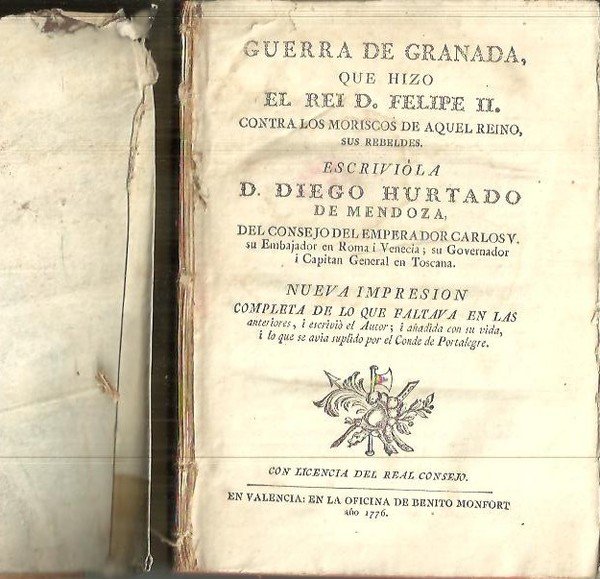 GUERRA DE GRANADA,
QUE HIZO
EL REI D. FELIPE II.
CONTRA LOS MORISCOS DE AQUEL REINO,
SUS REBELDES.
ESCRIVIÒLA
D. DIEGO HURTADO
DE MENDOZA,
DEL CONSEJO DEL EMPERADOR CARLOS V.
su Embajador en Roma i Venecia; su Governador
i Capitan General en Toscana.
NUEVA IMPRESION
COMPLETA DE LO QUE FALTAVA EN LAS
anteriores, i escriviò el Autor; i añadida con su vida,
i lo que se avia suplido por el Conde de Portalegre.
CON LICENCIA DEL REAL CONSEJO.
EN VALENCIA: EN LA OFICINA DE BENITO MONFORT
año 1776.